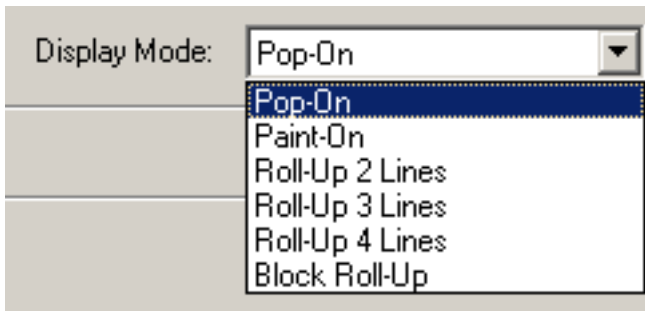 Display Mode: Pop-On
Pop-On
Paint-On
Roll-Up 2 Lines
Roll-Up 3 Lines
Roll-Up 4 Lines
Block Roll-Up